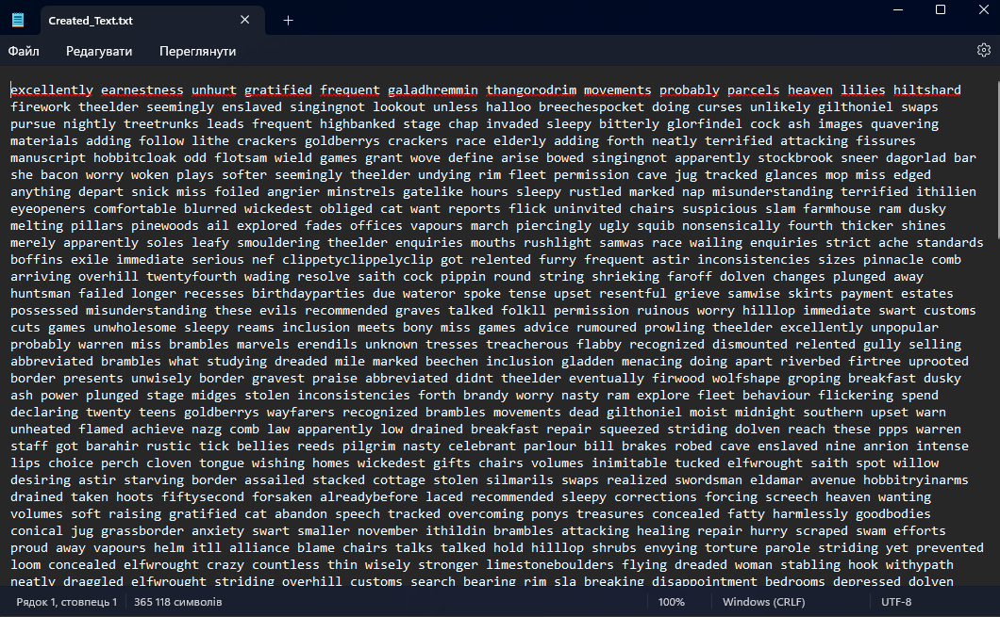 Created_Text.txt
Файл Редагувати Переглянути
excellently earnestness unhurt gratified frequent galadhremmin thangorodrim movements probably parcels heaven lilies hiltshard
firework theelder seemingly enslaved singingnot lookout unless halloo breechespocket doing curses unlikely gilthoniel swaps
pursue nightly treetrunks leads frequent highbanked stage chap invaded sleepy bitterly glorfindel cock ash images quavering
materials adding follow lithe crackers goldberrys crackers race elderly adding forth neatly terrified attacking fissures
manuscript hobbitcloak odd flotsam wield games grant wove define arise bowed singingnot apparently stockbrook sneer dagorlad bar
she bacon worry woken plays softer seemingly theelder undying rim fleet permission cave jug tracked glances mop miss edged
anything depart snick miss foiled angrier minstrels gatelike hours sleepy rustled marked nap misunderstanding terrified ithilien
eyeopeners comfortable blurred wickedest obliged cat want reports flick uninvited chairs suspicious slam farmhouse ram dusky
melting pillars pinewoods ail explored fades offices vapours march piercingly ugly squib nonsensically fourth thicker shines
merely apparently soles leafy smouldering theelder enquiries mouths rushlight samwas race wailing enquiries strict ache standards
boffins exile immediate serious nef clippetyclippelyclip got relented furry frequent astir inconsistencies sizes pinnacle comb
arriving overhill twentyfourth wading resolve saith cock pippin round string shrieking faroff dolven changes plunged away
huntsman failed longer recesses birthdayparties due wateror spoke tense upset resentful grieve samwise skirts payment estates
possessed misunderstanding these evils recommended graves talked folkll permission ruinous worry hilllop immediate swart customs
cuts games unwholesome sleepy reams inclusion meets bony miss games advice rumoured prowling theelder excellently unpopular
probably warren miss brambles marvels erendils unknown tresses treacherous flabby recognized dismounted relented gully selling
abbreviated brambles what studying dreaded mile marked beechen inclusion gladden menacing doing apart riverbed firtree uprooted
border presents unwisely border gravest praise abbreviated didnt theelder eventually firwood wolfshape groping breakfast dusky
ash power plunged stage midges stolen inconsistencies forth brandy worry nasty ram explore fleet behaviour flickering spend
declaring twenty teens goldberrys wayfarers recognized brambles movements dead gilthoniel moist midnight southern upset warn
unheated flamed achieve nazg comb law apparently low drained breakfast repair squeezed striding dolven reach these ppps warren
staff got barahir rustic tick bellies reeds pilgrim nasty celebrant parlour bill brakes robed cave enslaved nine anrion intense
lips choice perch cloven tongue wishing homes wickedest gifts chairs volumes inimitable tucked elfwrought saith spot willow
desiring astir starving border assailed stacked cottage stolen silmarils swaps realized swordsman eldamar avenue hobbitryinarms
drained taken hoots fiftysecond forsaken alreadybefore laced recommended sleepy corrections forcing screech heaven wanting
volumes soft raising gratified cat abandon speech tracked overcoming ponys treasures concealed fatty harmlessly goodbodies
conical jug grassborder anxiety swart smaller november ithildin brambles attacking healing repair hurry scraped swam efforts
proud away vapours helm itll alliance blame chairs talks talked hold hilllop shrubs envying torture parole striding yet prevented
loom concealed elfwrought crazy countless thin wisely stronger limestoneboulders flying dreaded woman stabling hook withypath
neatly draggled elfwrought striding overhill customs search bearing rim sla breaking disappointment bedrooms depressed dolven
Рядок 1, стовпець 1 365 118 символів 100% Windows (CRLF) UTF-8